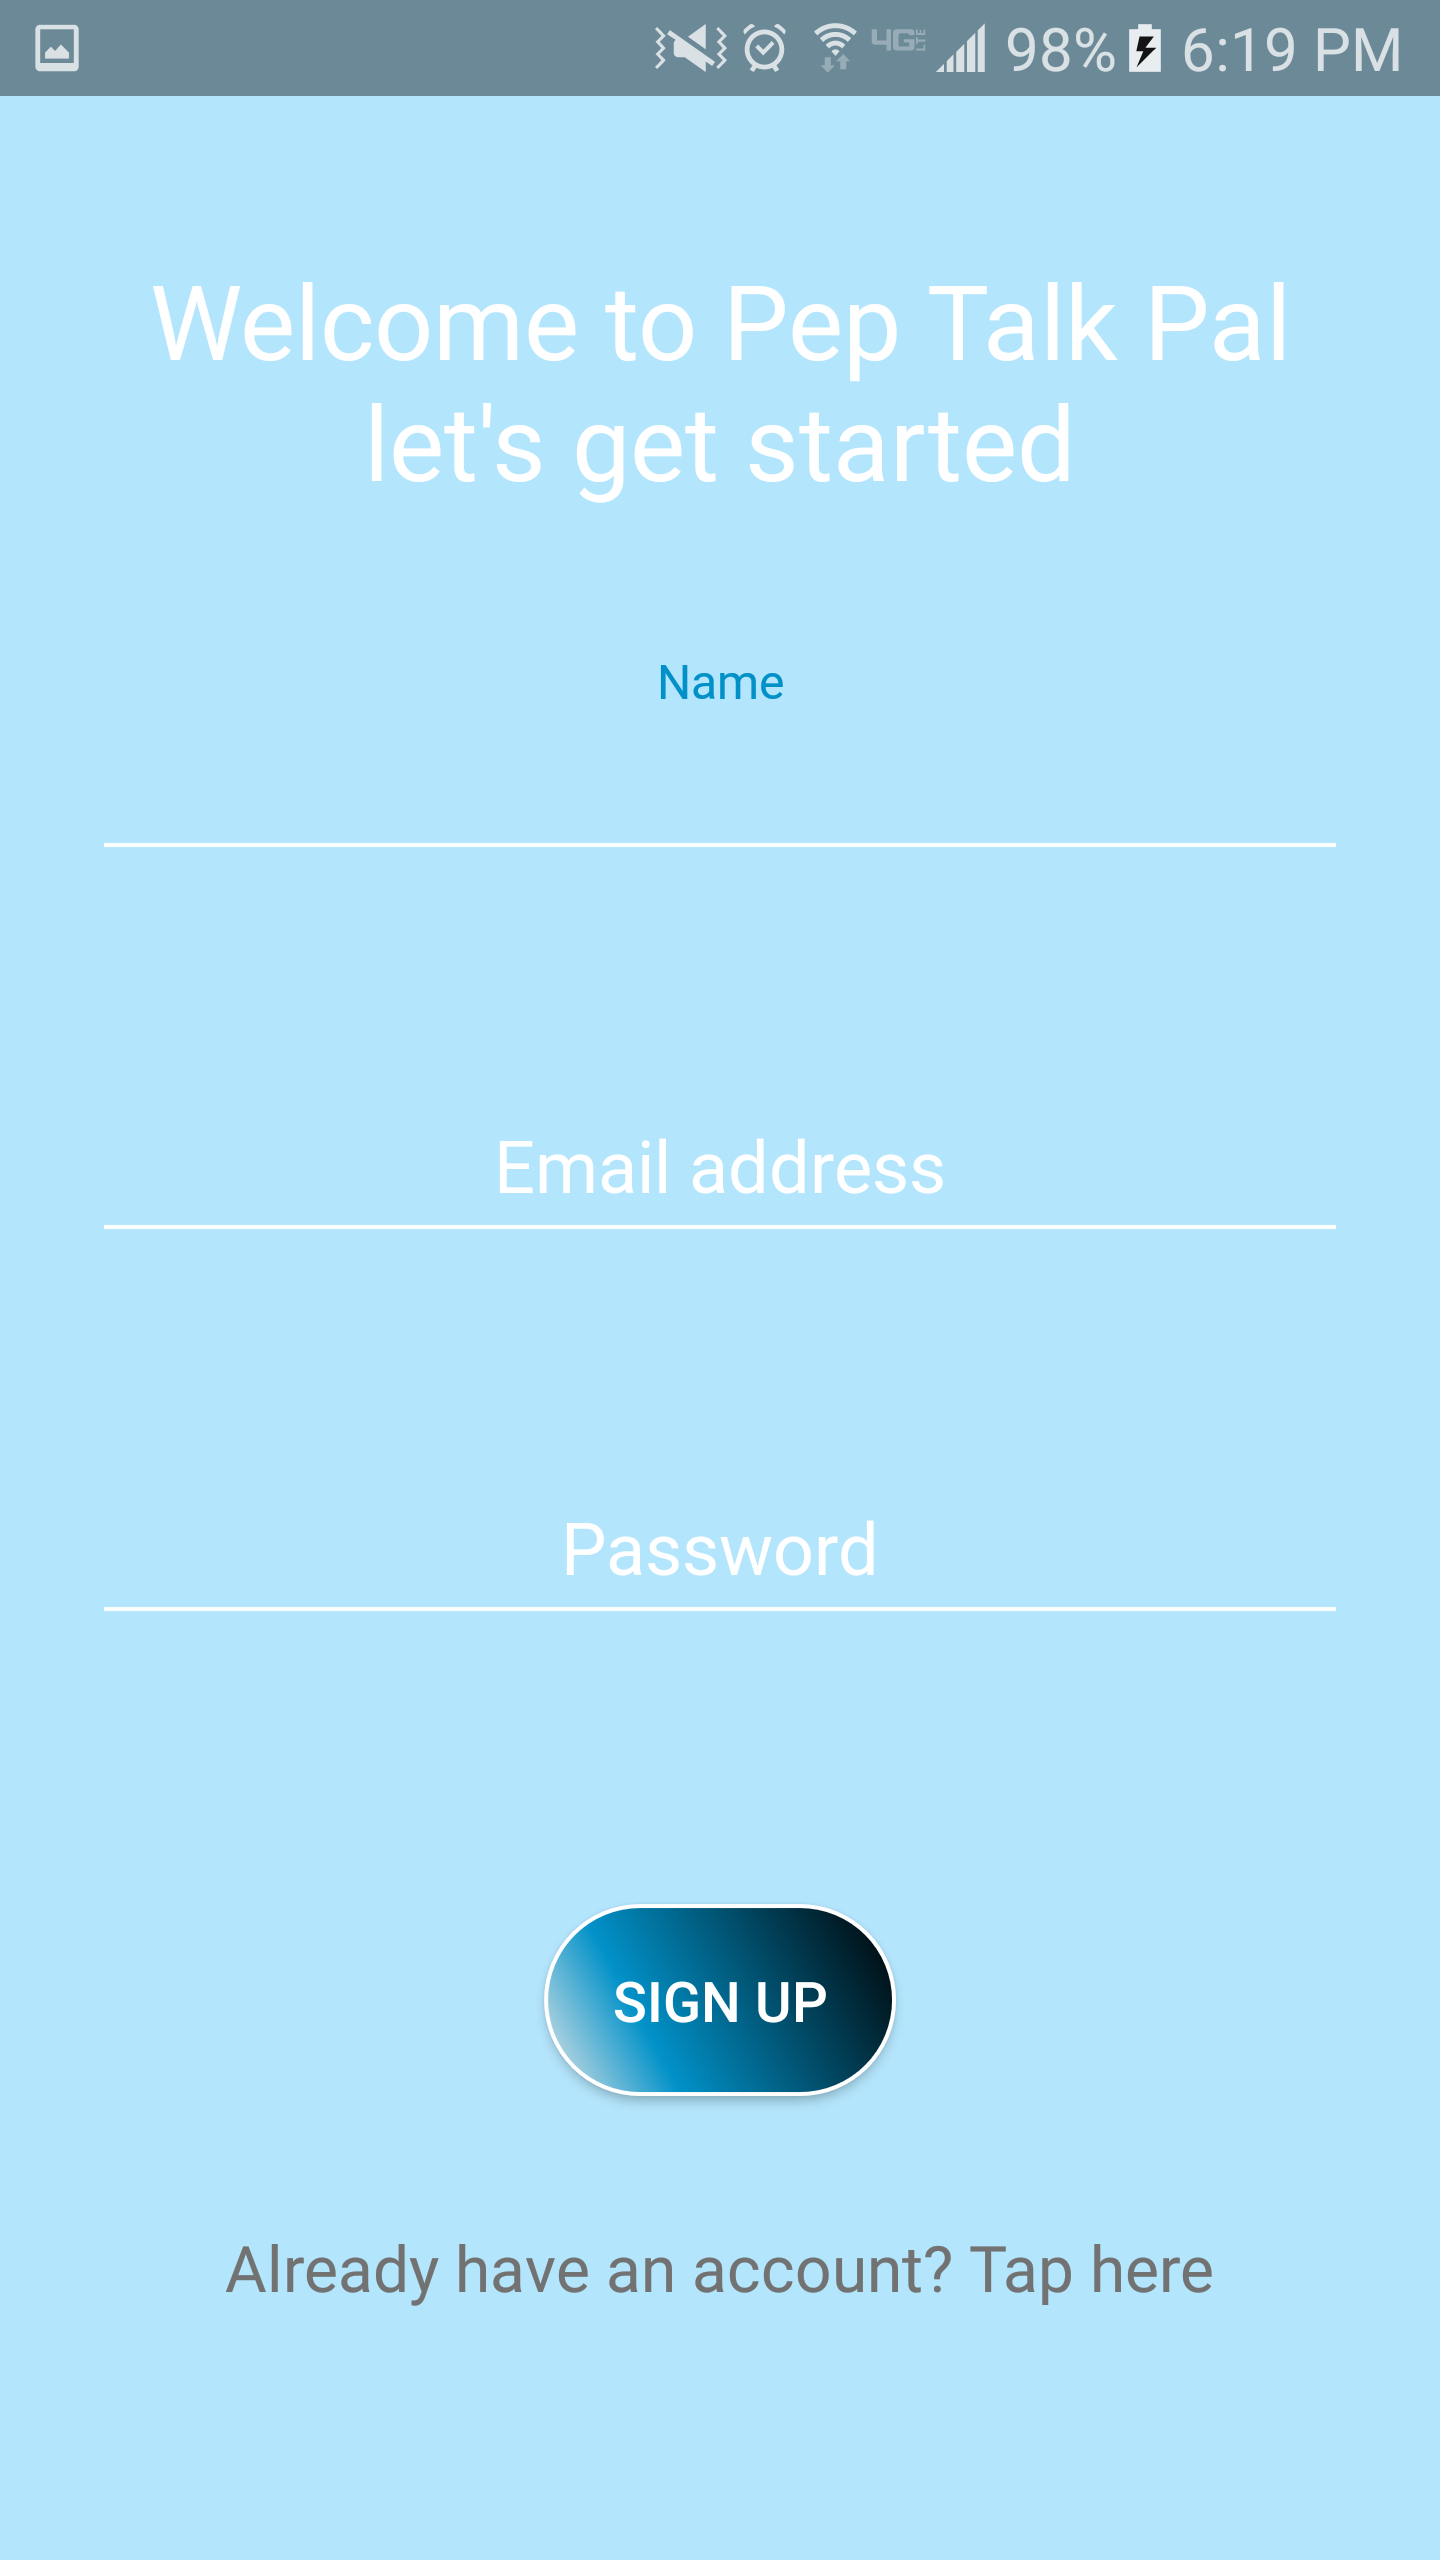 4G LTE 98% 6:19 PM
Welcome to Pep Talk Pal
let's get started
Name
Email address
Password
SIGN UP
Already have an account? Tap here